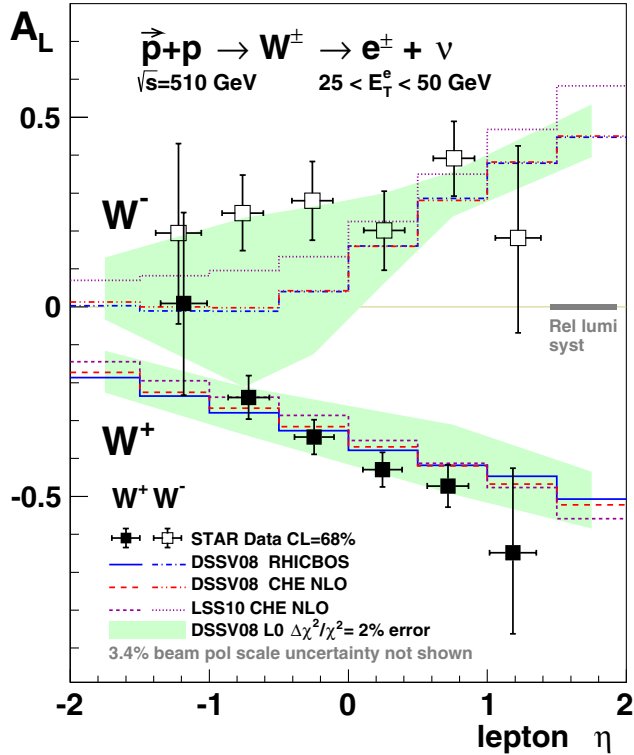 A_L
p+p → W^± → e^± + ν
√s=510 GeV 25 < E_T^e < 50 GeV
0.5
W^-
0
Rel lumi
syst
W^+
-0.5
W^+ W^-
STAR Data CL=68%
DSSV08 RHICBOS
DSSV08 CHE NLO
LSS10 CHE NLO
DSSV08 L0 Δχ²/χ²= 2% error
3.4% beam pol scale uncertainty not shown
-2 -1 0 1 2
lepton η